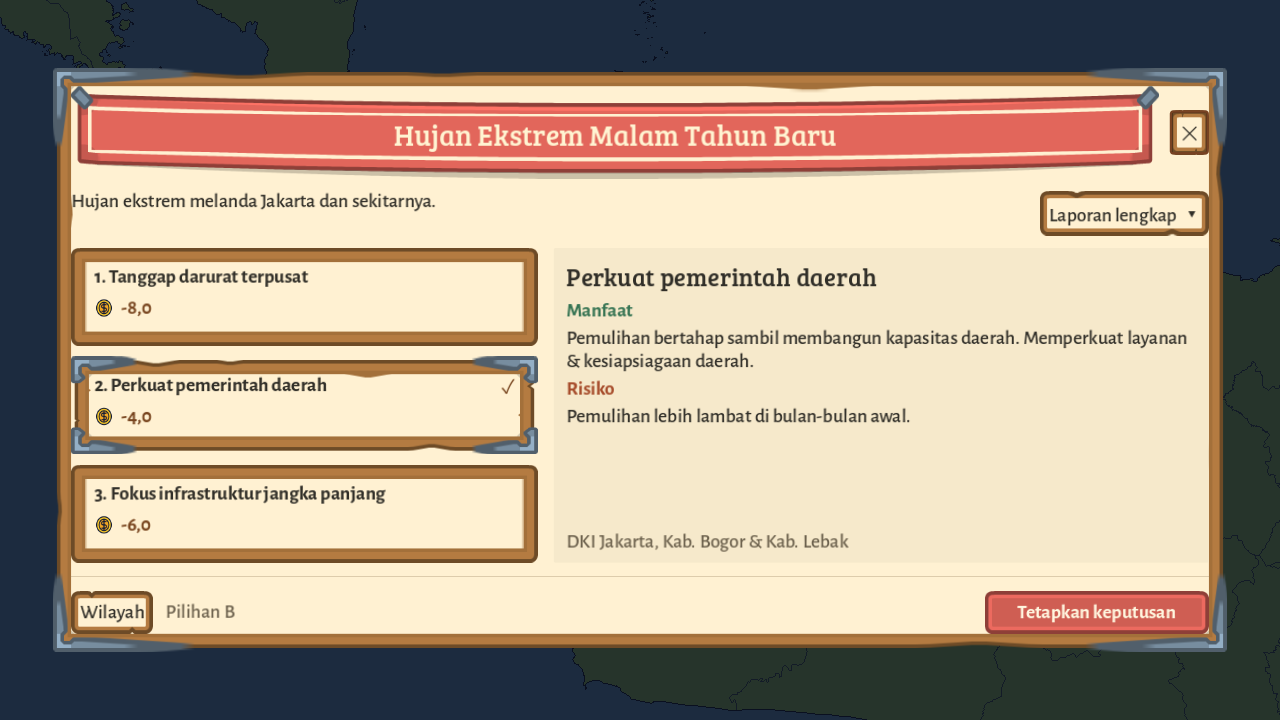 Hujan Ekstrem Malam Tahun Baru
Hujan ekstrem melanda Jakarta dan sekitarnya.
Laporan lengkap
1. Tanggap darurat terpusat
-8,0
2. Perkuat pemerintah daerah
-4,0
3. Fokus infrastruktur jangka panjang
-6,0
Perkuat pemerintah daerah
Manfaat
Pemulihan bertahap sambil membangun kapasitas daerah. Memperkuat layanan
& kesiapsiagaan daerah.
Risiko
Pemulihan lebih lambat di bulan-bulan awal.
DKI Jakarta, Kab. Bogor & Kab. Lebak
Wilayah
Pilihan B
Tetapkan keputusan